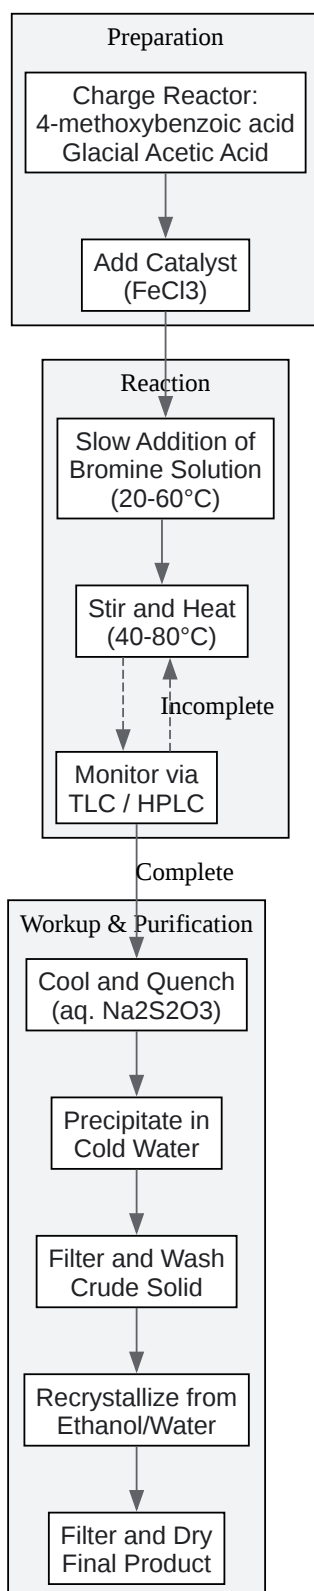 Preparation
Charge Reactor:
4-methoxybenzoic acid
Glacial Acetic Acid
Add Catalyst
(FeCl3)
Reaction
Slow Addition of
Bromine Solution
(20-60°C)
Stir and Heat
(40-80°C)
Incomplete
Monitor via
TLC / HPLC
Complete
Workup & Purification
Cool and Quench
(aq. Na2S2O3)
Precipitate in
Cold Water
Filter and Wash
Crude Solid
Recrystallize from
Ethanol/Water
Filter and Dry
Final Product